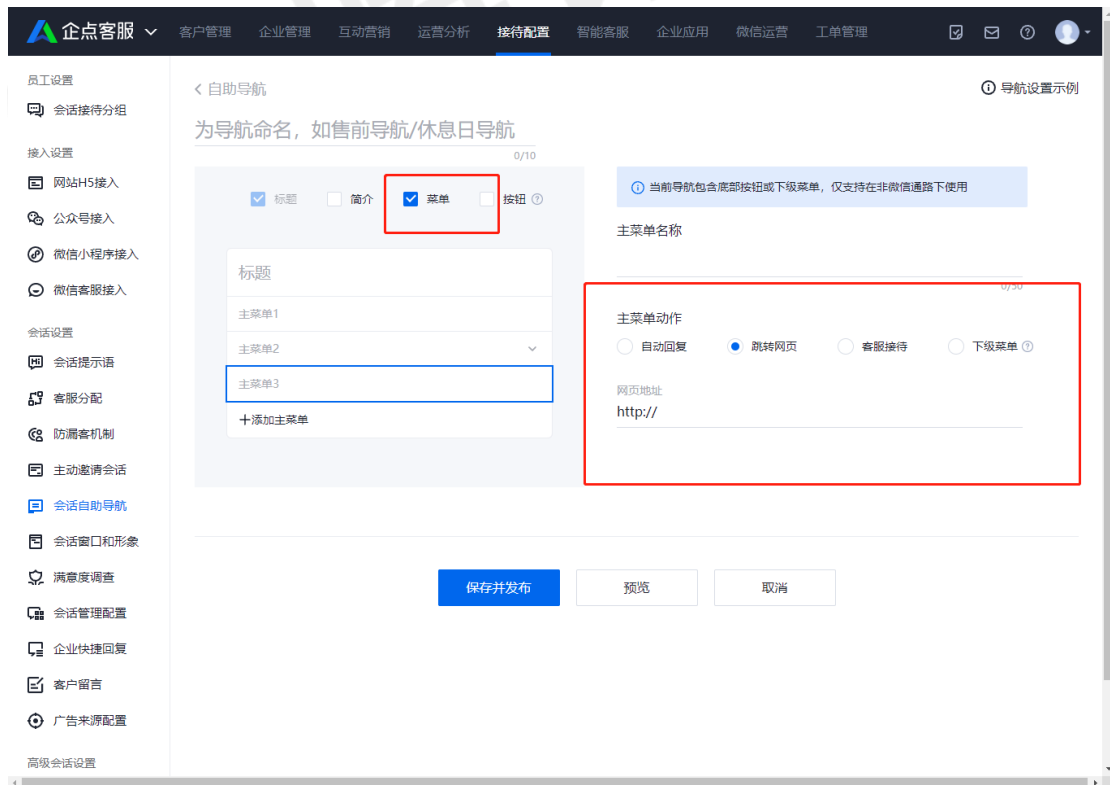 企点客服
客户管理 企业管理 互动营销 运营分析 接待配置 智能客服 企业应用 微信运营 工单管理
员工设置
会话接待分组
接入设置
网站H5接入
公众号接入
微信小程序接入
微信客服接入
会话设置
会话提示语
客服分配
防漏客机制
主动邀请会话
会话自助导航
会话窗口和形象
满意度调查
会话管理配置
企业快捷回复
客户留言
广告来源配置
高级会话设置
< 自助导航
导航设置示例
为导航命名，如售前导航/休息日导航
0/10
标题 简介 菜单 按钮
标题
主菜单1
主菜单2
主菜单3
+添加主菜单
当前导航包含底部按钮或下级菜单，仅支持在非微信通路下使用
主菜单名称
0/50
主菜单动作
自动回复 跳转网页 客服接待 下级菜单
网页地址
http://
保存并发布 预览 取消